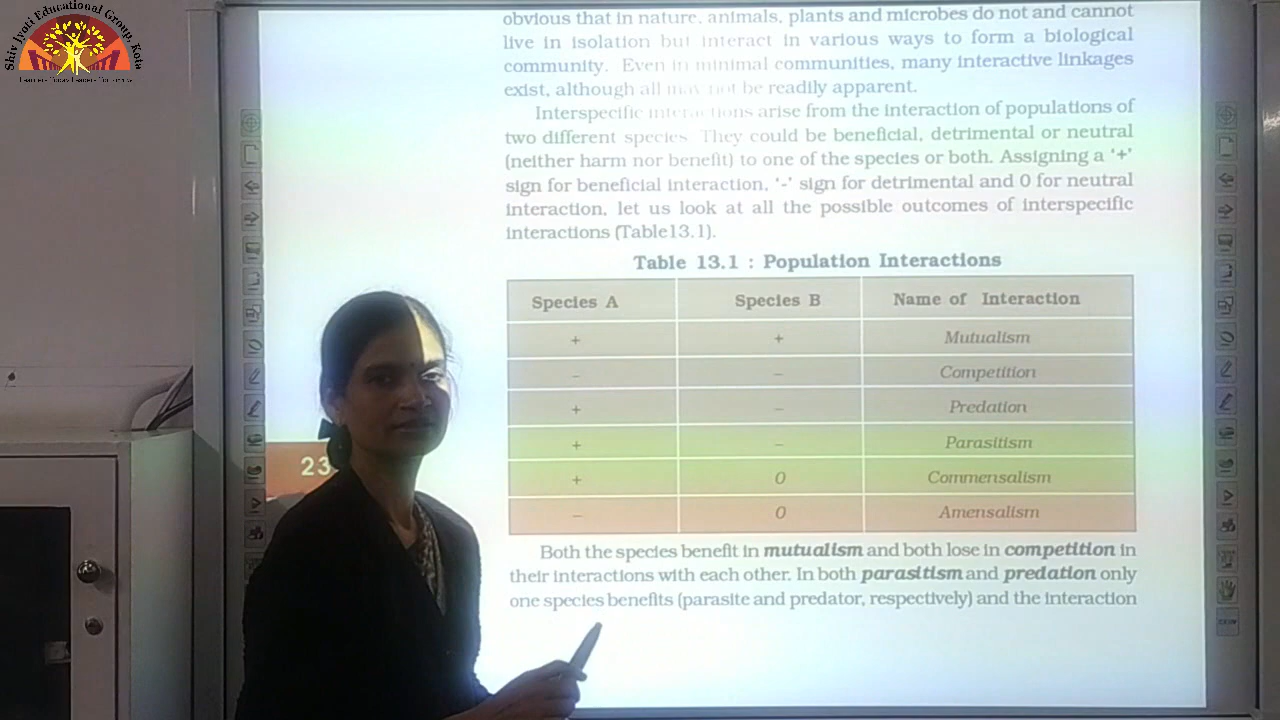 Shiv Jyoti Educational Group, Kota
obvious that in nature, animals, plants and microbes do not and cannot
live in isolation but interact in various ways to form a biological
community. Even in minimal communities, many interactive linkages
exist, although all may not be readily apparent.
Interspecific interactions arise from the interaction of populations of
two different species. They could be beneficial, detrimental or neutral
(neither harm nor benefit) to one of the species or both. Assigning a '+'
sign for beneficial interaction, '-' sign for detrimental and 0 for neutral
interaction, let us look at all the possible outcomes of interspecific
interactions (Table13.1).
Table 13.1 : Population Interactions
Species A Species B Name of Interaction
+ + Mutualism
– – Competition
+ – Predation
+ – Parasitism
+ 0 Commensalism
– 0 Amensalism
23
Both the species benefit in mutualism and both lose in competition in
their interactions with each other. In both parasitism and predation only
one species benefits (parasite and predator, respectively) and the interaction